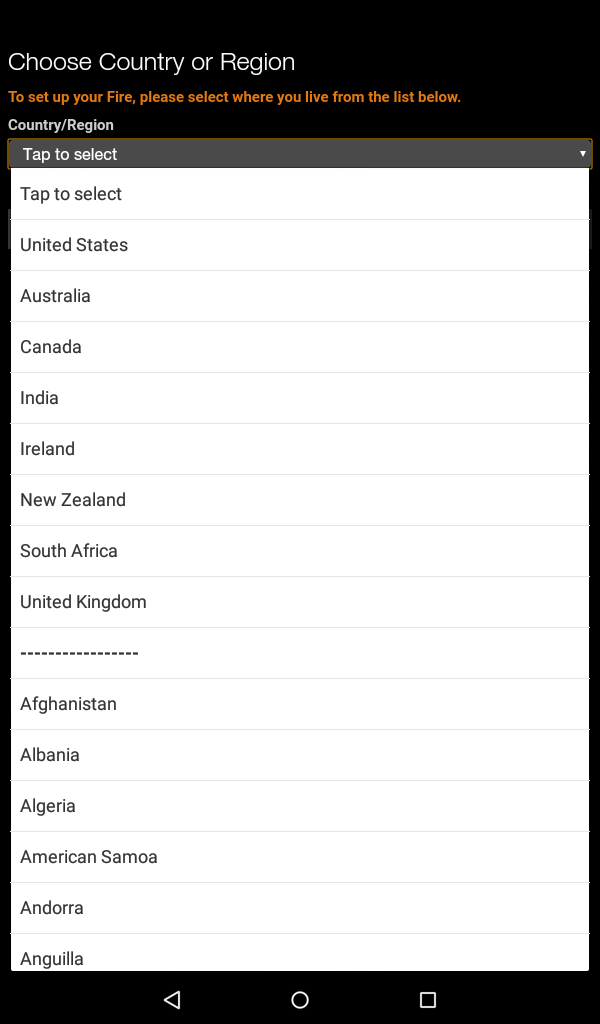 Choose Country or Region
To set up your Fire, please select where you live from the list below.
Country/Region
Tap to select
Tap to select
United States
Australia
Canada
India
Ireland
New Zealand
South Africa
United Kingdom
-----------------
Afghanistan
Albania
Algeria
American Samoa
Andorra
Anguilla